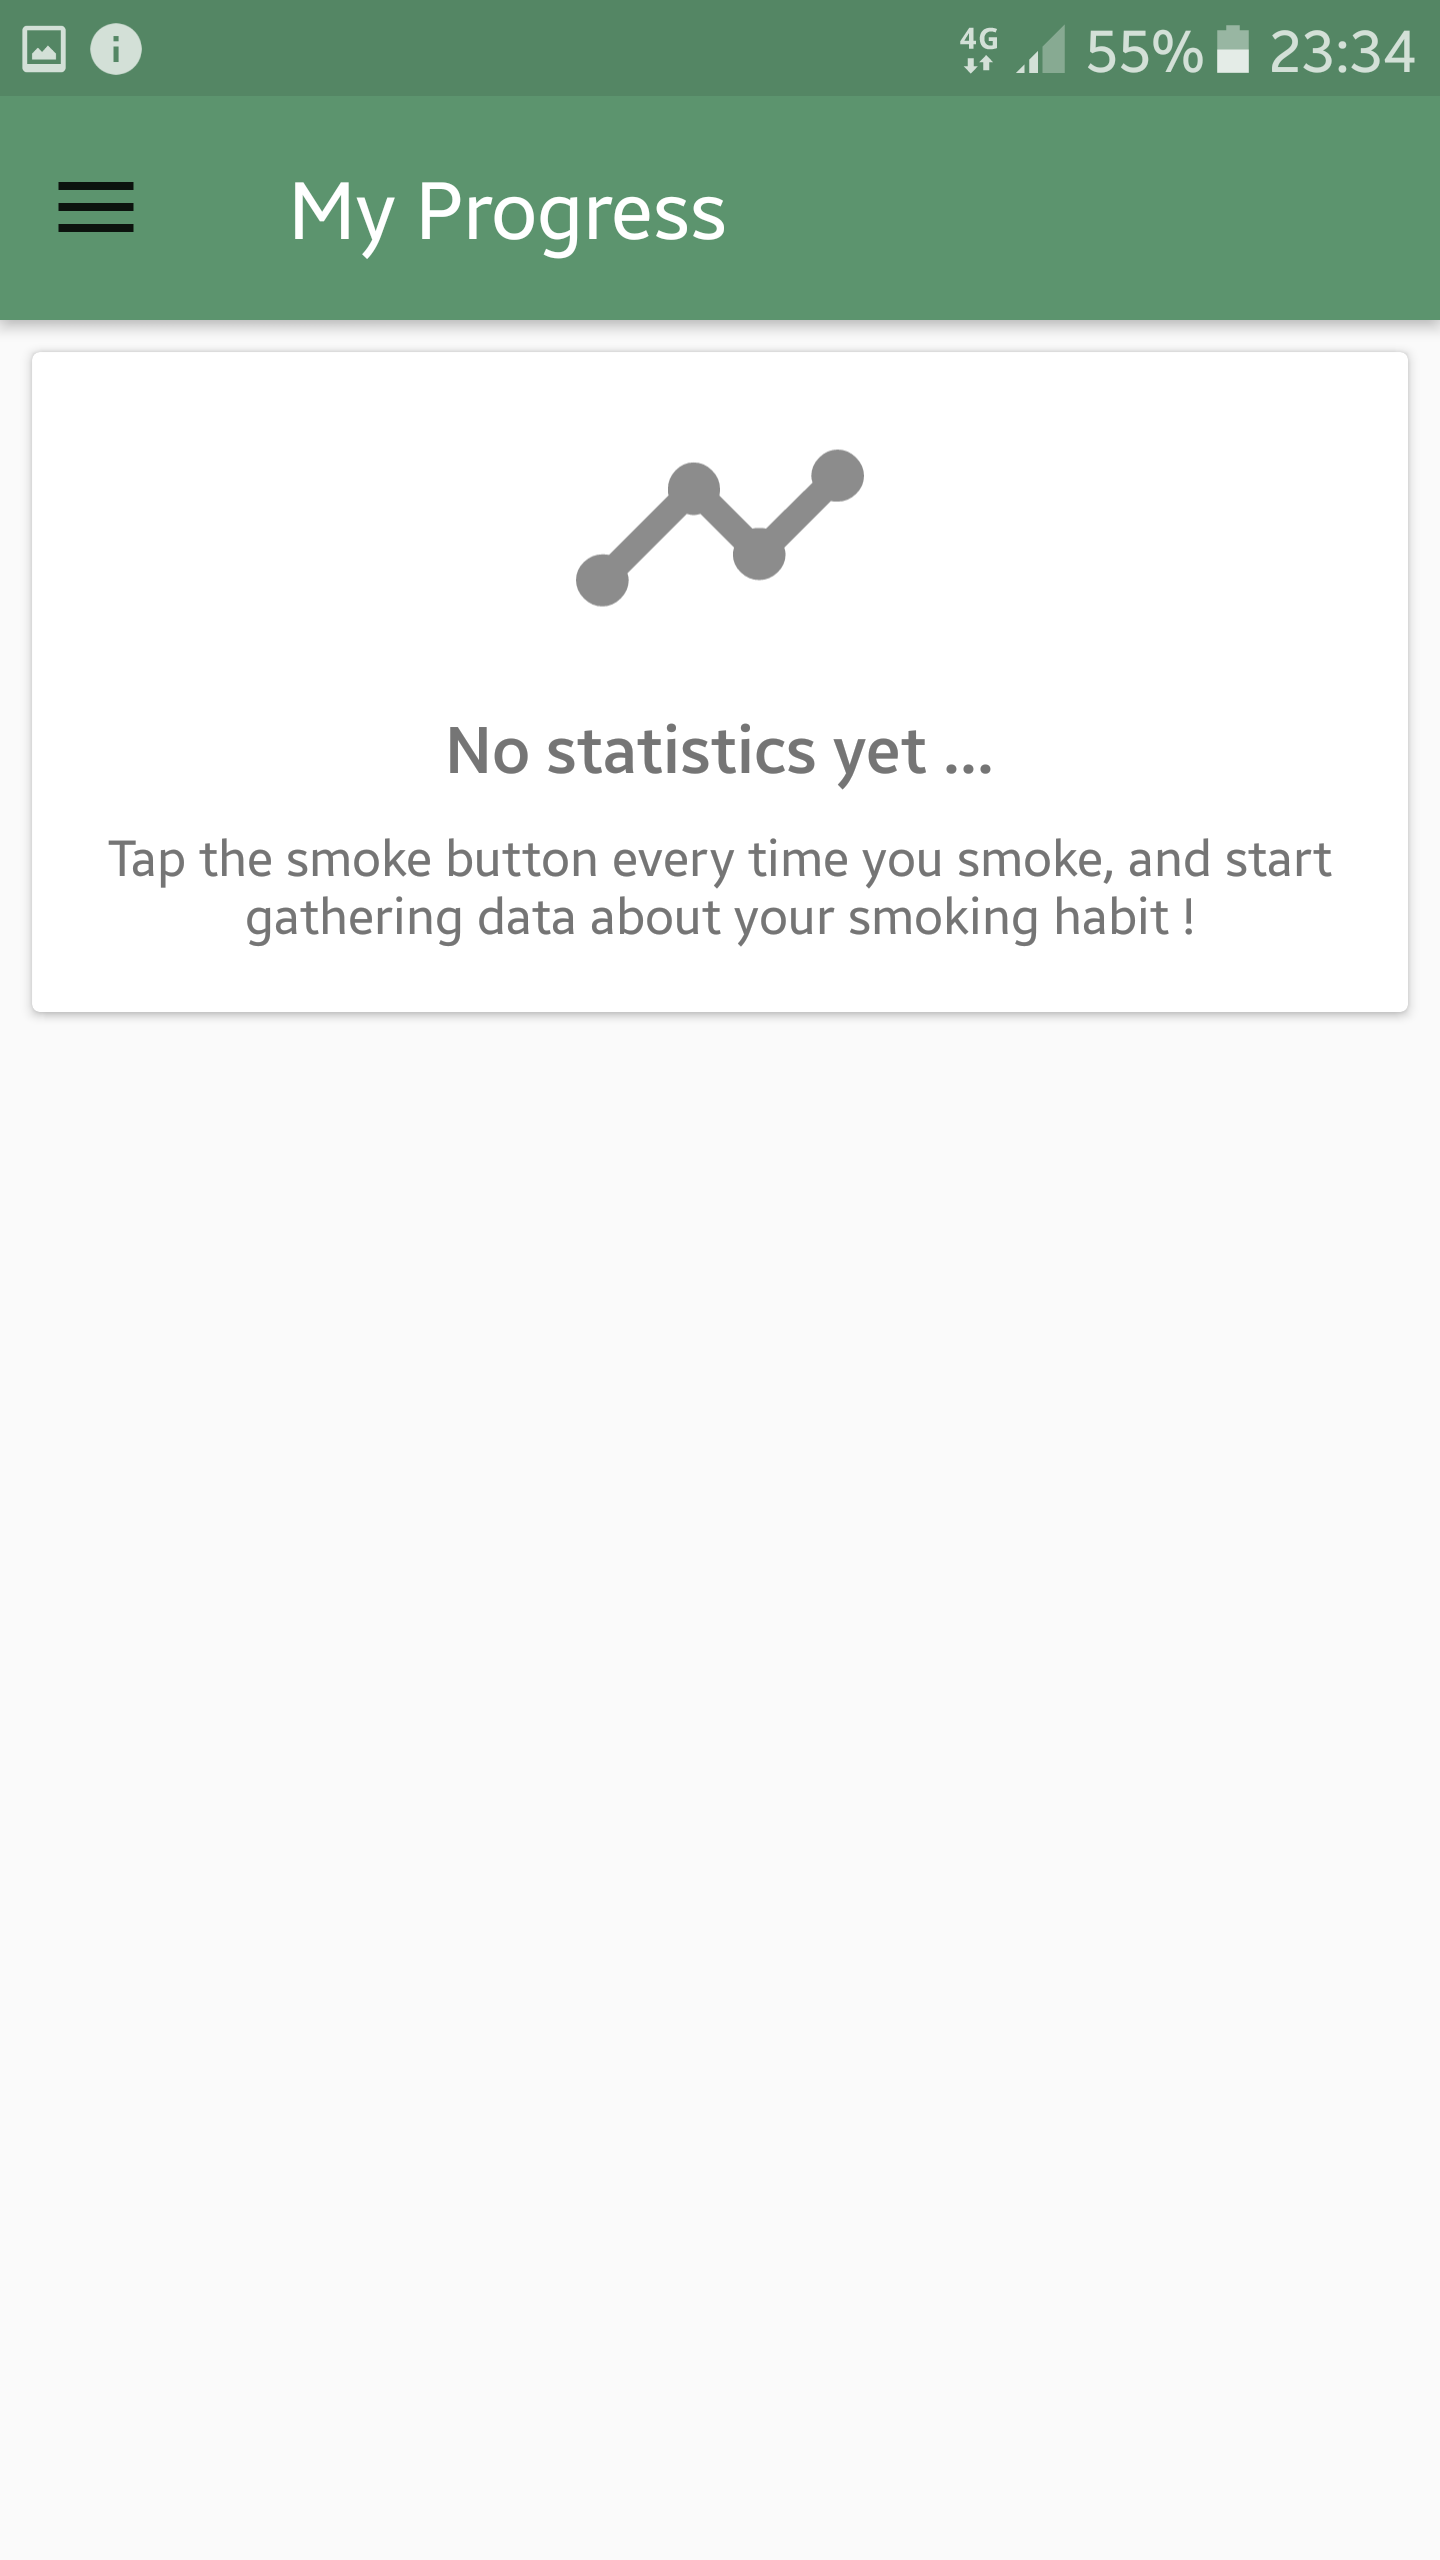 4G 55% 23:34
My Progress
No statistics yet ...
Tap the smoke button every time you smoke, and start
gathering data about your smoking habit !